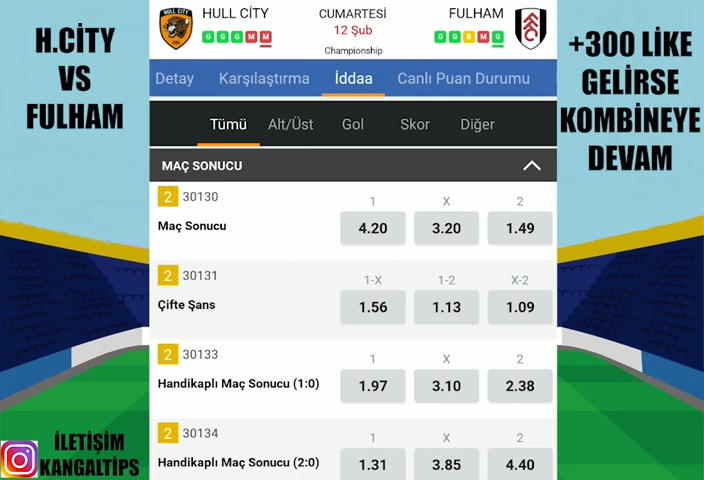 H.CİTY
VS
FULHAM
HULL CITY
G G G M M
CUMARTESİ
12 Şub
Championship
FULHAM
G G B M G
+300 LİKE
GELİRSE
KOMBİNEYE
DEVAM
Detay Karşılaştırma İddaa Canlı Puan Durumu
Tümü Alt/Üst Gol Skor Diğer
MAÇ SONUCU
2 30130
Maç Sonucu
1 X 2
4.20 3.20 1.49
2 30131
Çifte Şans
1-X 1-2 X-2
1.56 1.13 1.09
2 30133
Handikaplı Maç Sonucu (1:0)
1 X 2
1.97 3.10 2.38
2 30134
Handikaplı Maç Sonucu (2:0)
1 X 2
1.31 3.85 4.40
İLETİŞİM
KANGALTİPS